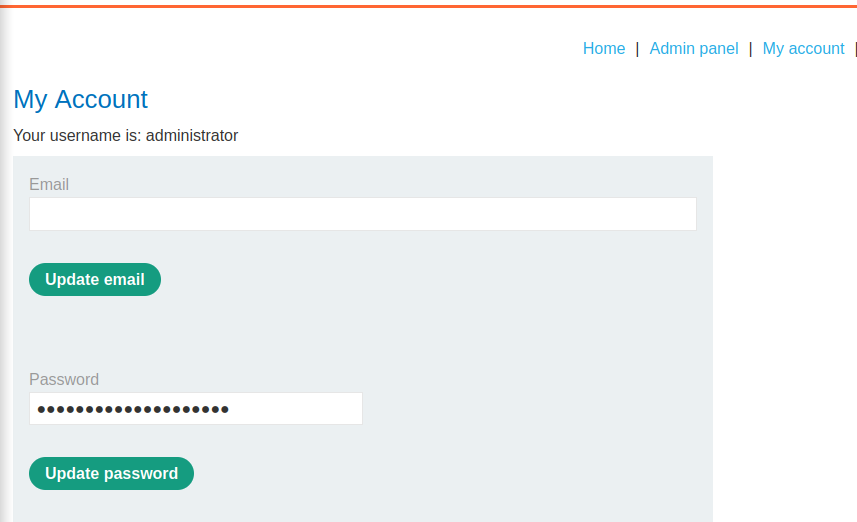 Home | Admin panel | My account |
My Account
Your username is: administrator
Email
Update email
Password
●●●●●●●●●●●●●●●●●●●●
Update password